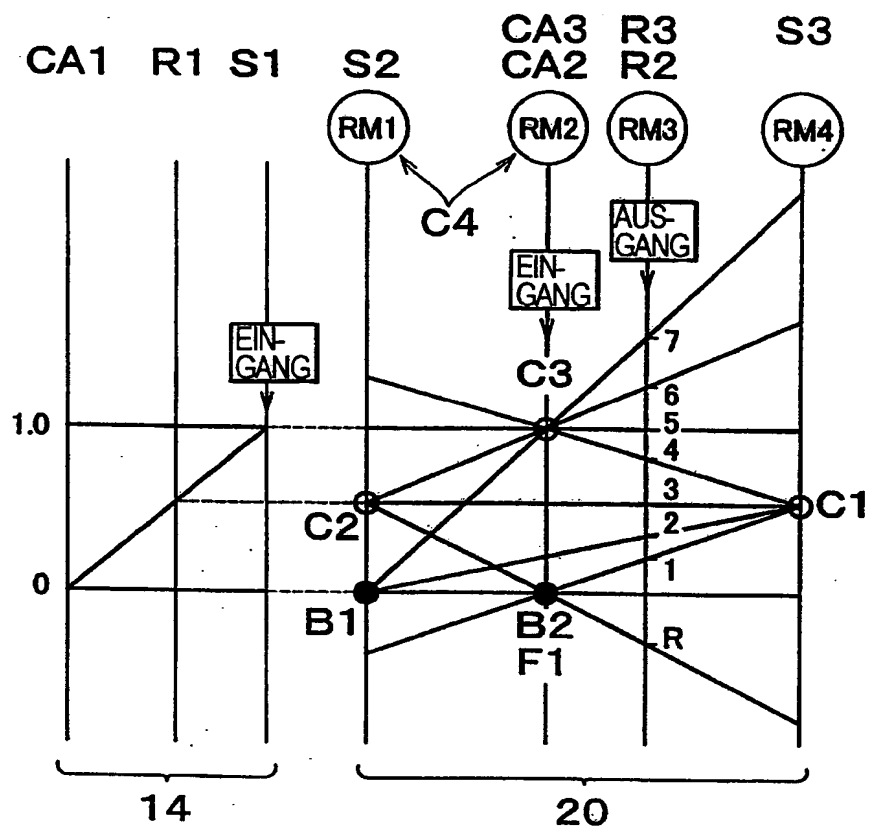 CA3 R3 S3
CA1 R1 S1 S2 CA2 R2
RM1 RM2 RM3 RM4
C4
AUS-
GANG
EIN-
GANG
EIN-
GANG
7
C3
6
1.0
5
4
3
C2
C1
2
1
0
B1
B2
R
F1
14
20